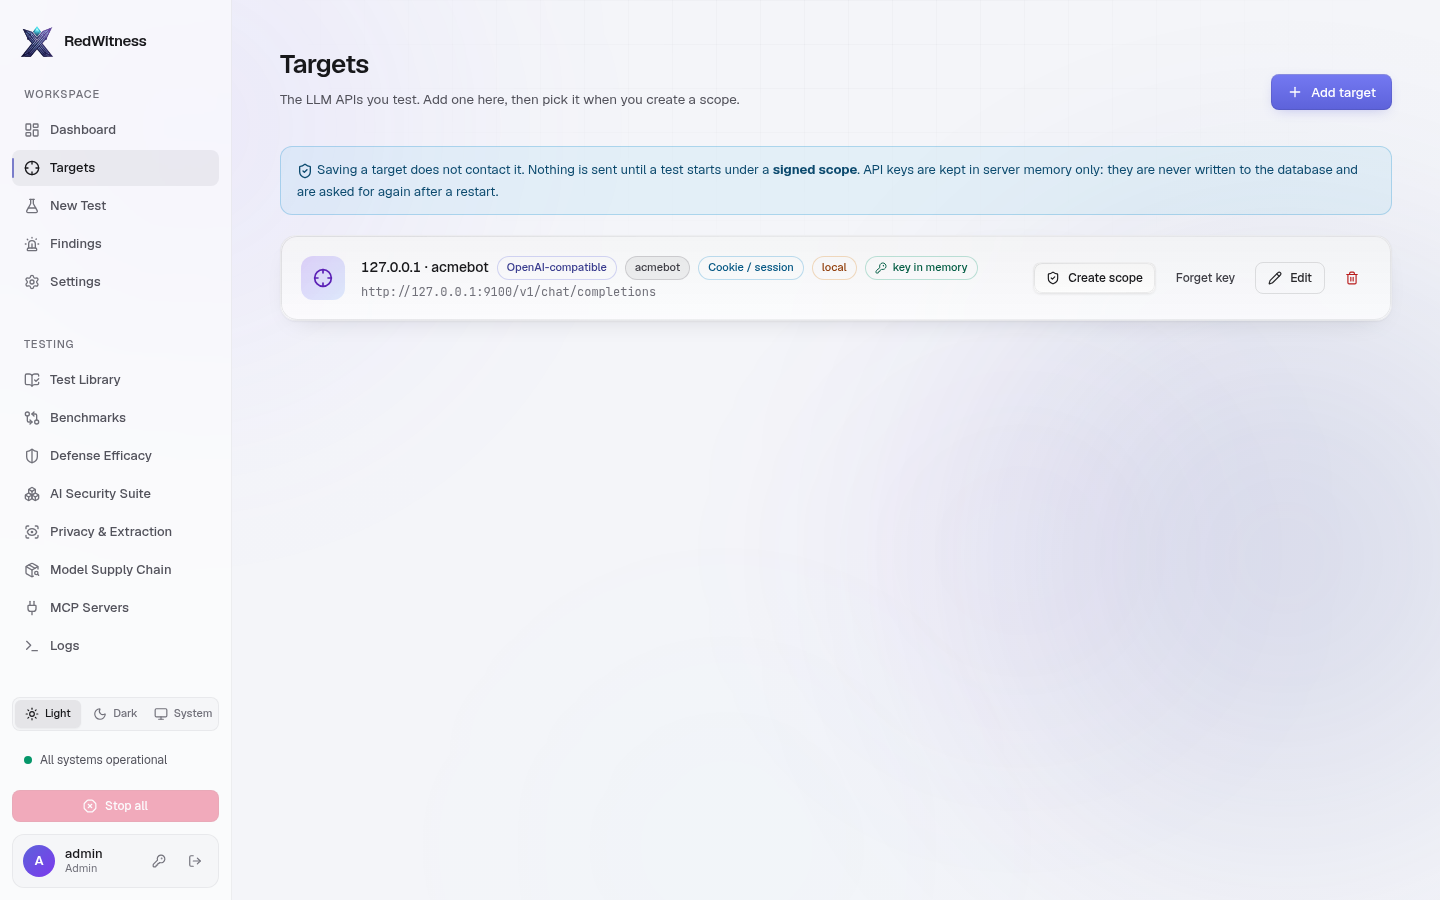 RedWitness
WORKSPACE
Dashboard
Targets
New Test
Findings
Settings
TESTING
Test Library
Benchmarks
Defense Efficacy
AI Security Suite
Privacy & Extraction
Model Supply Chain
MCP Servers
Logs
Light Dark System
All systems operational
Stop all
A
admin
Admin
Targets
The LLM APIs you test. Add one here, then pick it when you create a scope.
Add target
Saving a target does not contact it. Nothing is sent until a test starts under a signed scope. API keys are kept in server memory only: they are never written to the database and
are asked for again after a restart.
127.0.0.1 · acmebot OpenAI-compatible acmebot Cookie / session local key in memory
http://127.0.0.1:9100/v1/chat/completions
Create scope Forget key Edit